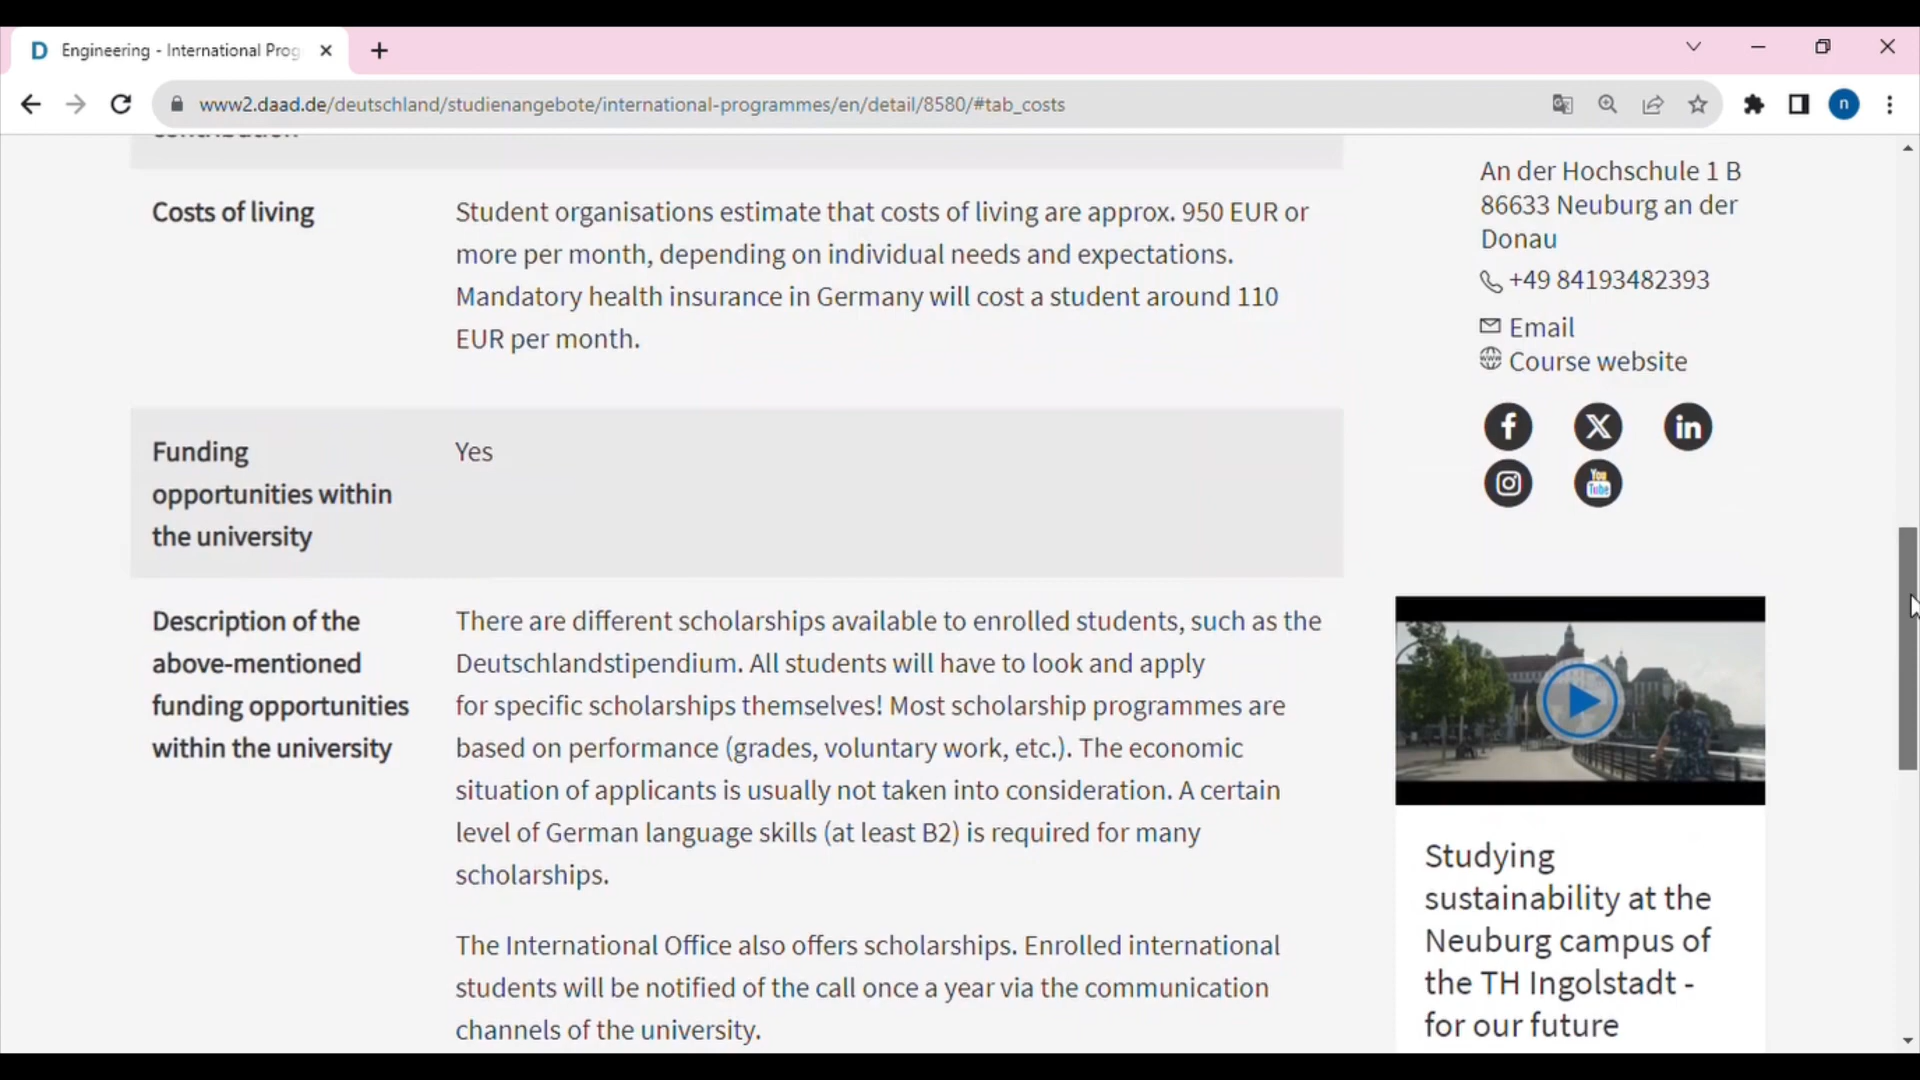 Engineering - International Prog
www2.daad.de/deutschland/studienangebote/international-programmes/en/detail/8580/#tab_costs
n
Costs of living
Student organisations estimate that costs of living are approx. 950 EUR or
more per month, depending on individual needs and expectations.
Mandatory health insurance in Germany will cost a student around 110
EUR per month.
Funding
opportunities within
the university
Yes
Description of the
above-mentioned
funding opportunities
within the university
There are different scholarships available to enrolled students, such as the
Deutschlandstipendium. All students will have to look and apply
for specific scholarships themselves! Most scholarship programmes are
based on performance (grades, voluntary work, etc.). The economic
situation of applicants is usually not taken into consideration. A certain
level of German language skills (at least B2) is required for many
scholarships.
The International Office also offers scholarships. Enrolled international
students will be notified of the call once a year via the communication
channels of the university.
An der Hochschule 1 B
86633 Neuburg an der
Donau
+49 84193482393
Email
Course website
You
Tube
Studying
sustainability at the
Neuburg campus of
the TH Ingolstadt -
for our future